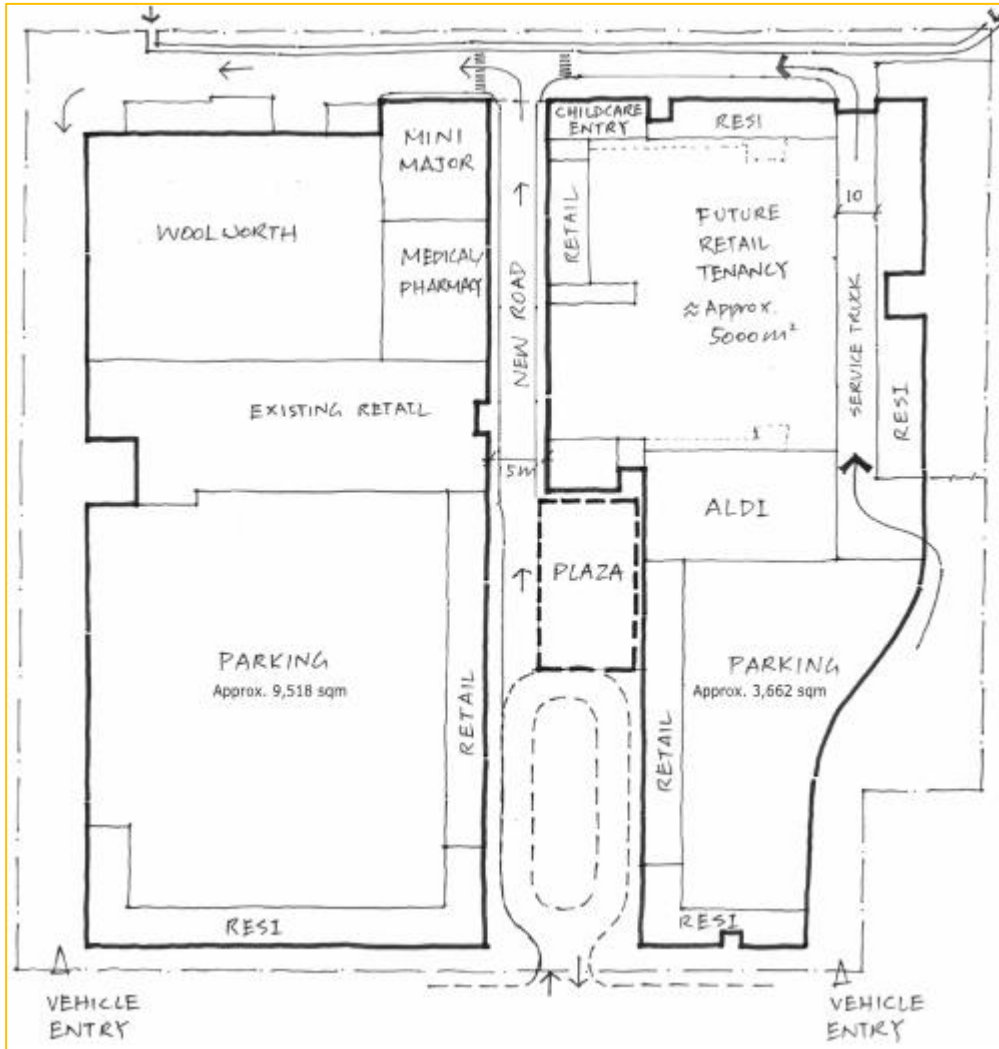 CHILDCARE
ENTRY
RESI
MINI
MAJOR
WOOLWORTH
MEDICAL/
PHARMACY
NEW ROAD
RETAIL
FUTURE
RETAIL
TENANCY
≈ Approx.
5000m²
10
SERVICE TRUCK
RESI
EXISTING RETAIL
5m
ALDI
PLAZA
PARKING
Approx. 9,518 sqm
RETAIL
PARKING
Approx. 3,662 sqm
RETAIL
RESI
RESI
VEHICLE
ENTRY
VEHICLE
ENTRY